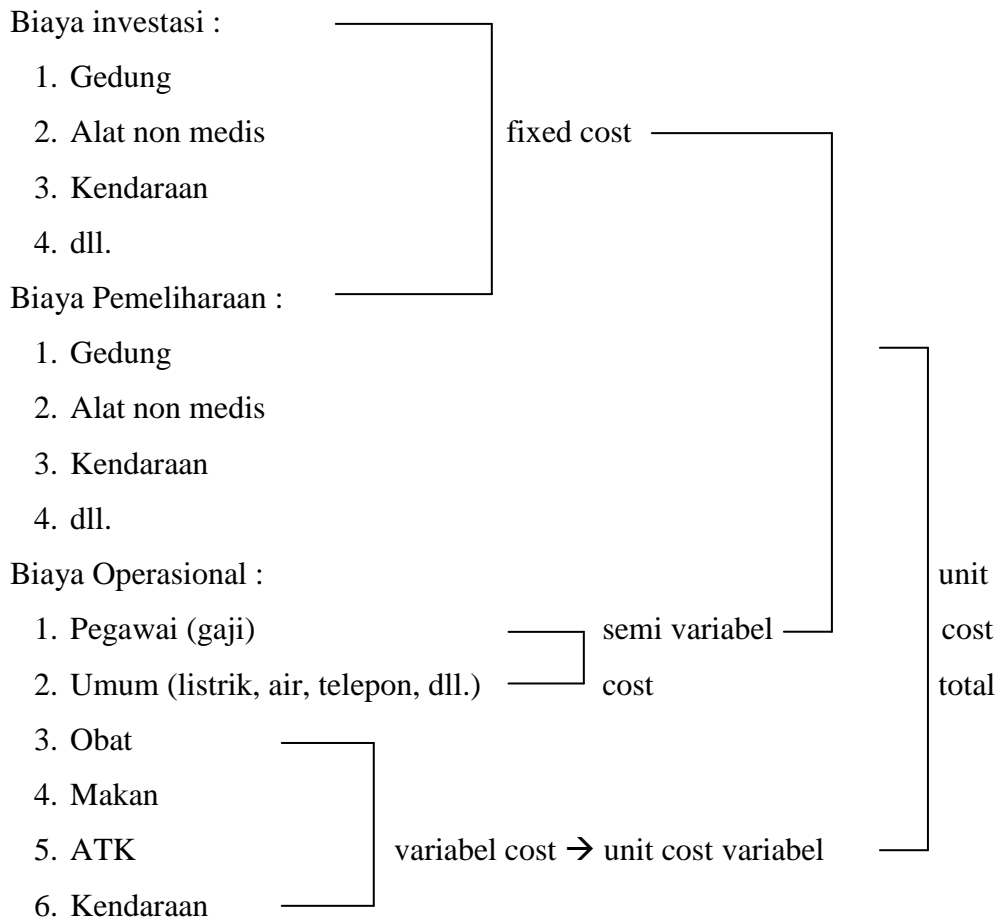 Biaya investasi :
1. Gedung
2. Alat non medis fixed cost
3. Kendaraan
4. dll.
Biaya Pemeliharaan :
1. Gedung
2. Alat non medis
3. Kendaraan
4. dll.
Biaya Operasional : unit
1. Pegawai (gaji) semi variabel cost
2. Umum (listrik, air, telepon, dll.) cost total
3. Obat
4. Makan
5. ATK variabel cost → unit cost variabel
6. Kendaraan